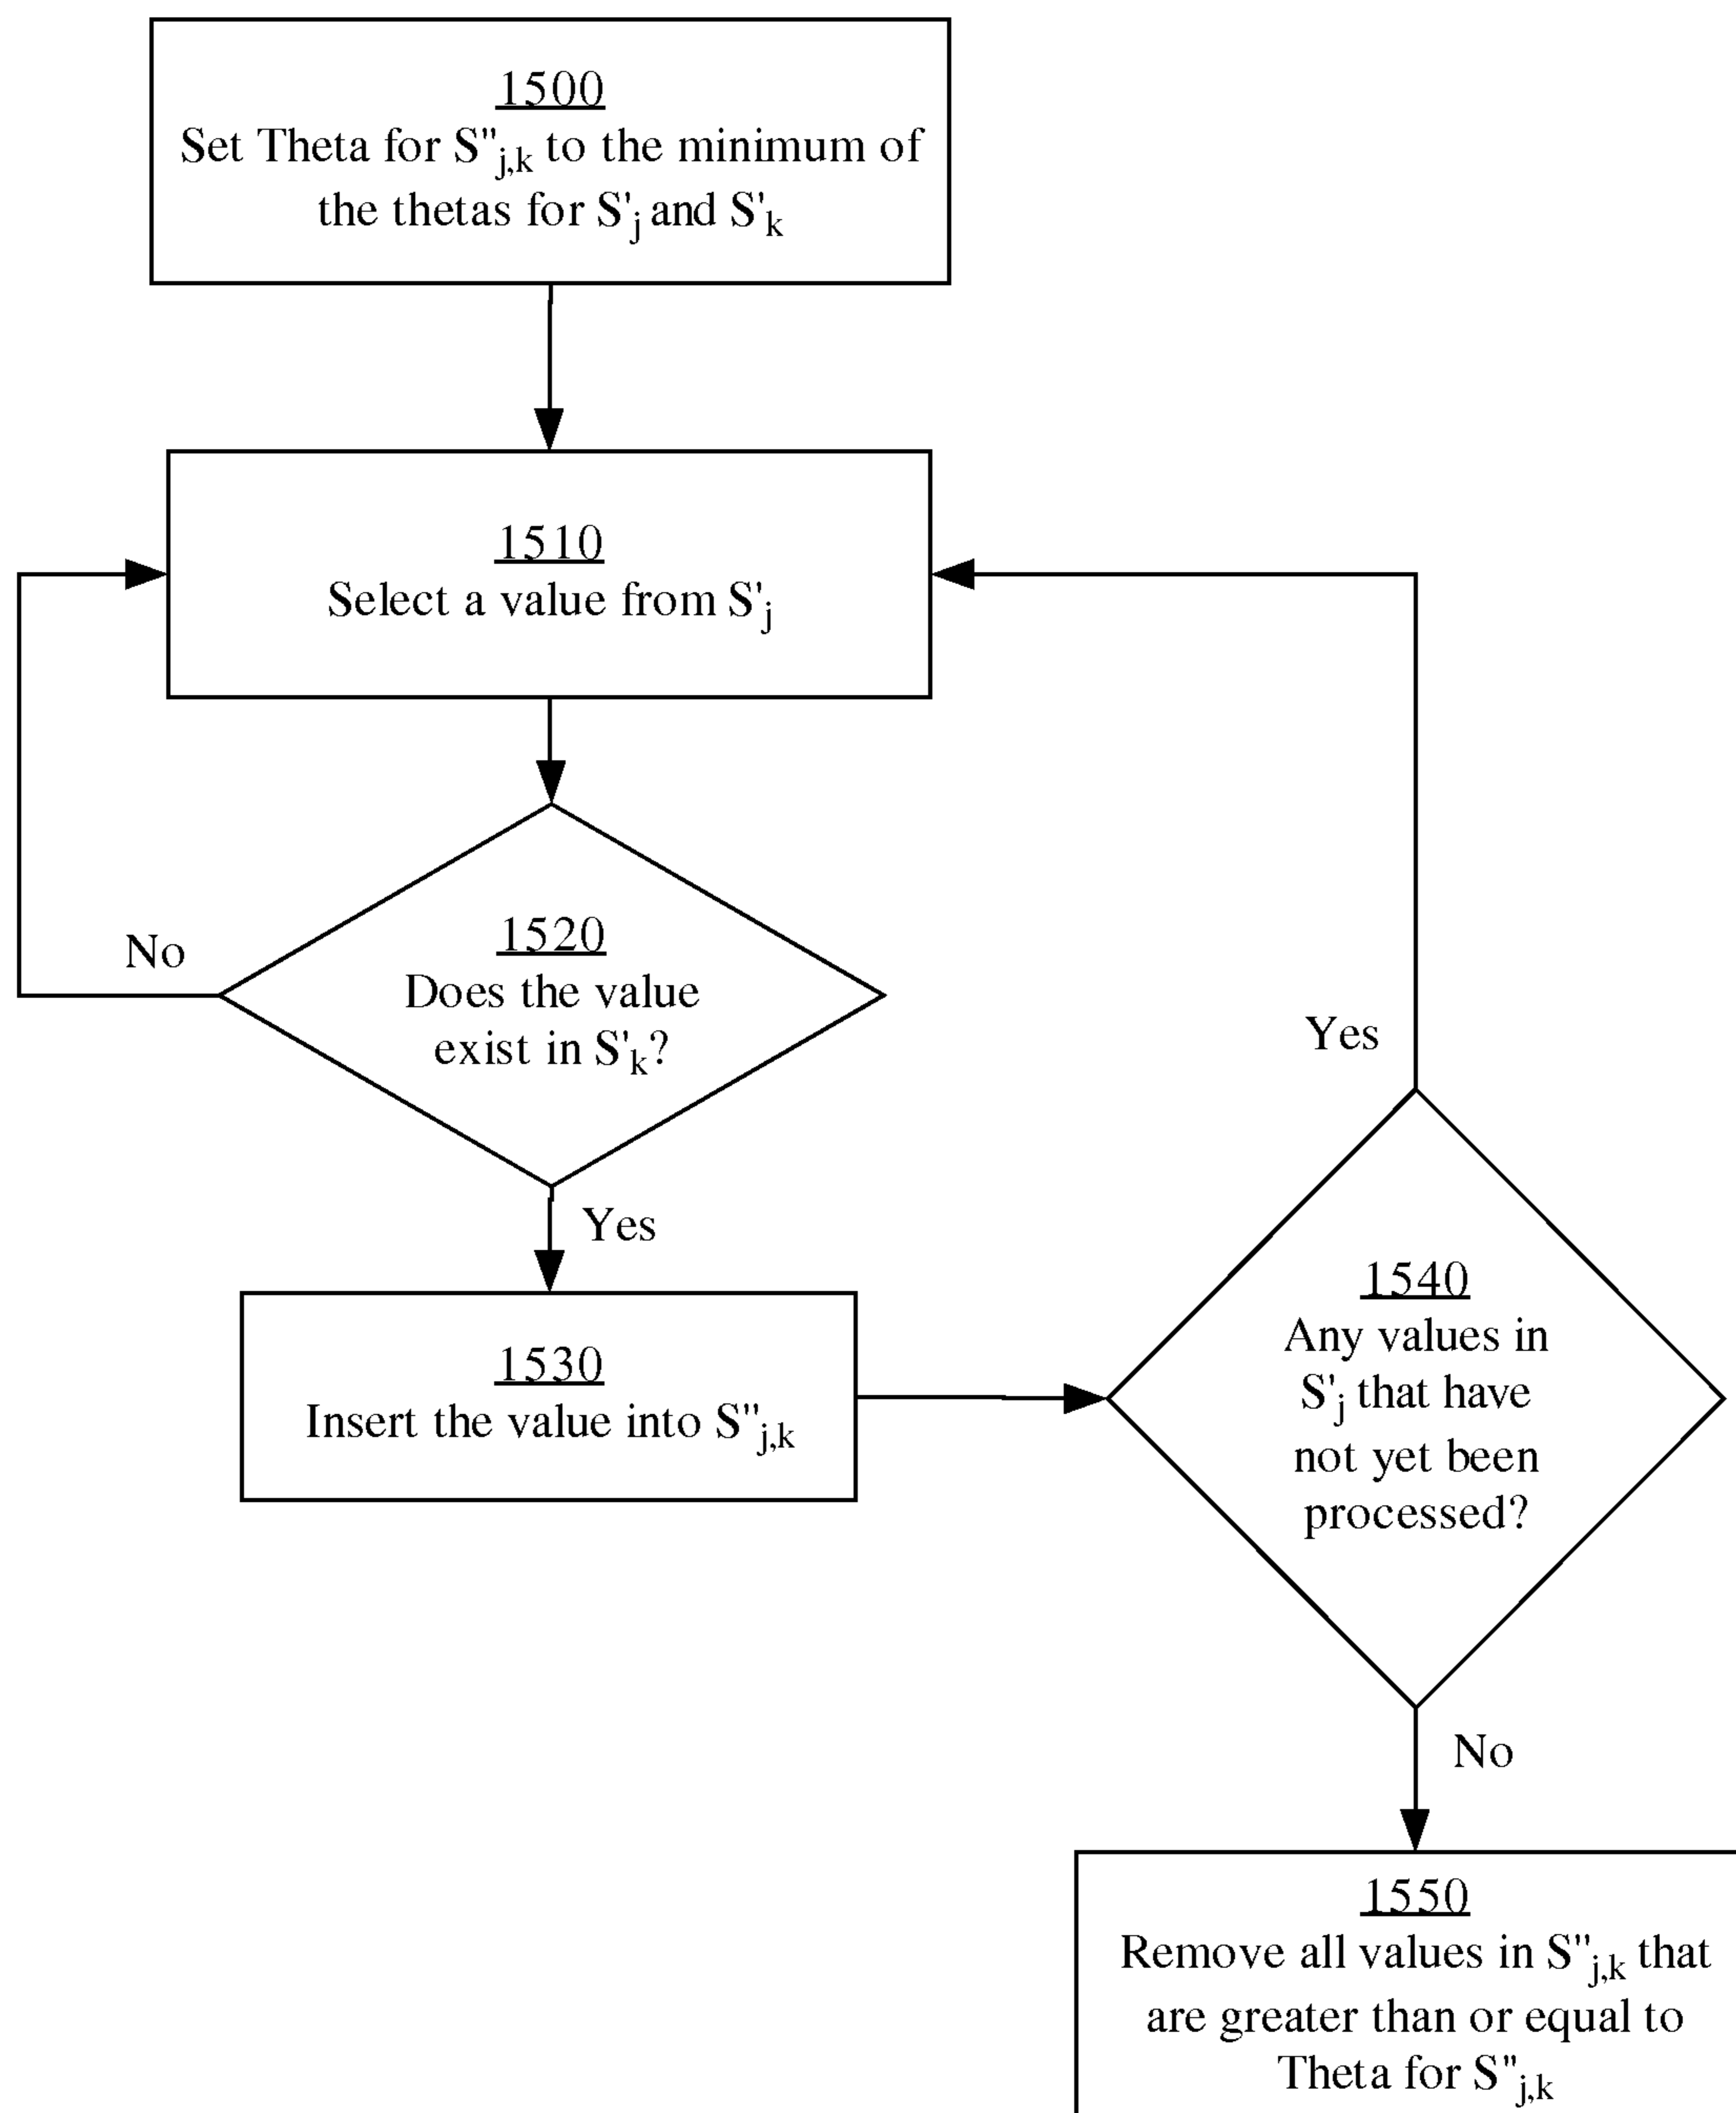 1500
Set Theta for S"j,k to the minimum of
the thetas for S'j and S'k
1510
Select a value from S'j
1520
Does the value
exist in S'k?
No
Yes
1530
Insert the value into S"j,k
1540
Any values in
S'j that have
not yet been
processed?
Yes
No
1550
Remove all values in S"j,k that
are greater than or equal to
Theta for S"j,k